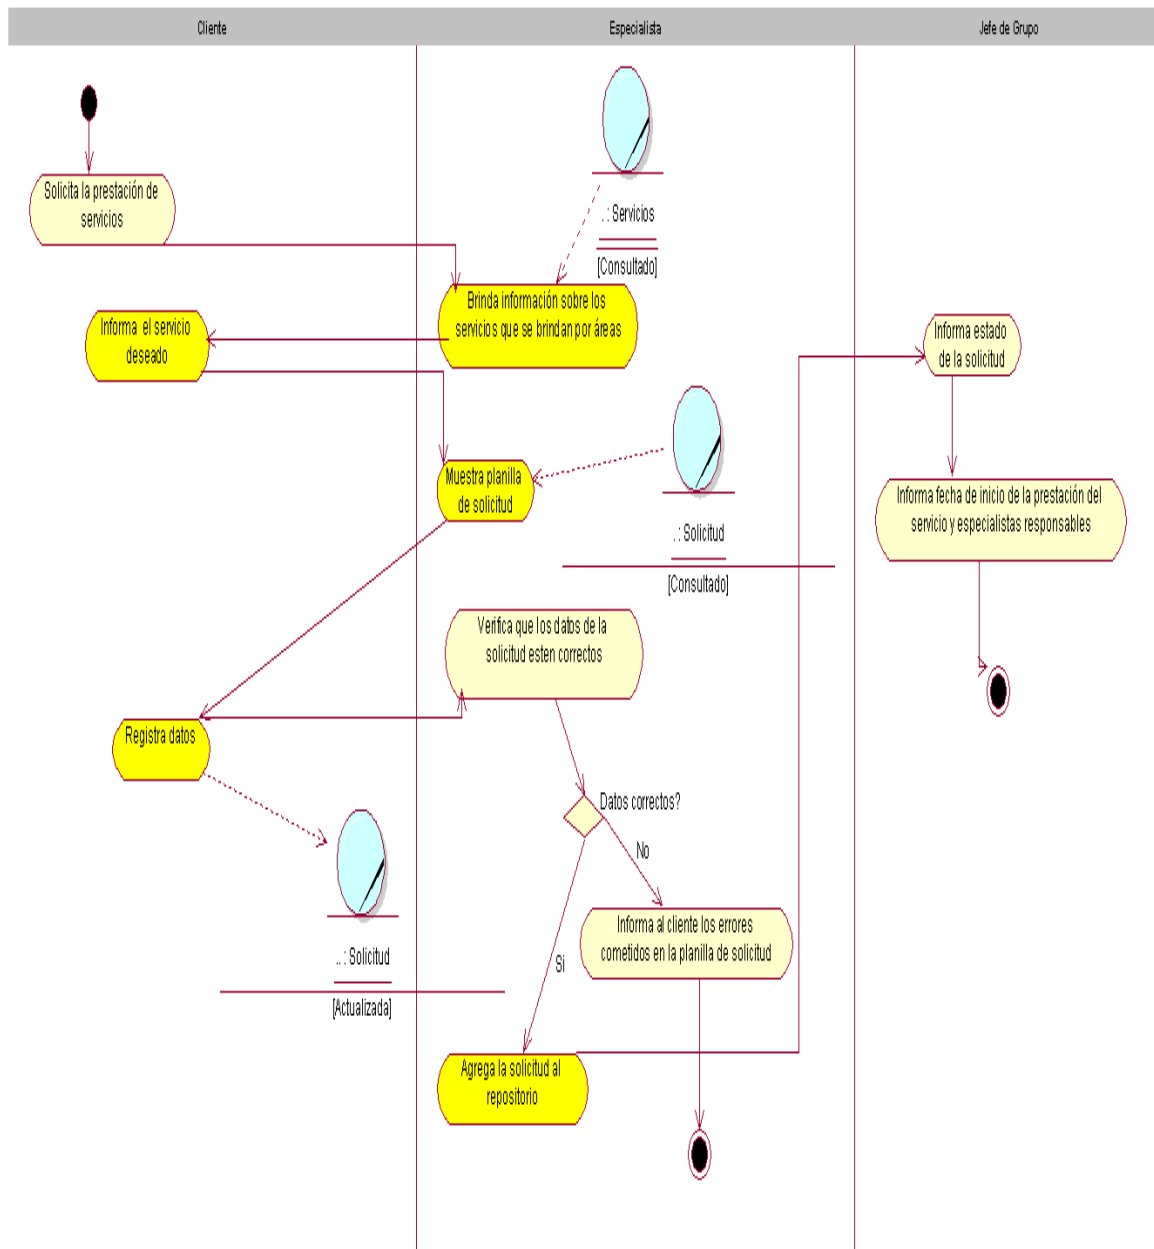 Cliente
Especialista
Jefe de Grupo
Solicita la prestación de
servicios
. : Servicios
[Consultado]
Brinda información sobre los
servicios que se brindan por áreas
Informa el servicio
deseado
Informa estado
de la solicitud
Muestra planilla
de solicitud
. : Solicitud
[Consultado]
Informa fecha de inicio de la prestación del
servicio y especialistas responsables
Verifica que los datos de la
solicitud esten correctos
Registra datos
Datos correctos?
No
Si
.. : Solicitud
[Actualizada]
Informa al cliente los errores
cometidos en la planilla de solicitud
Agrega la solicitud al
repositorio